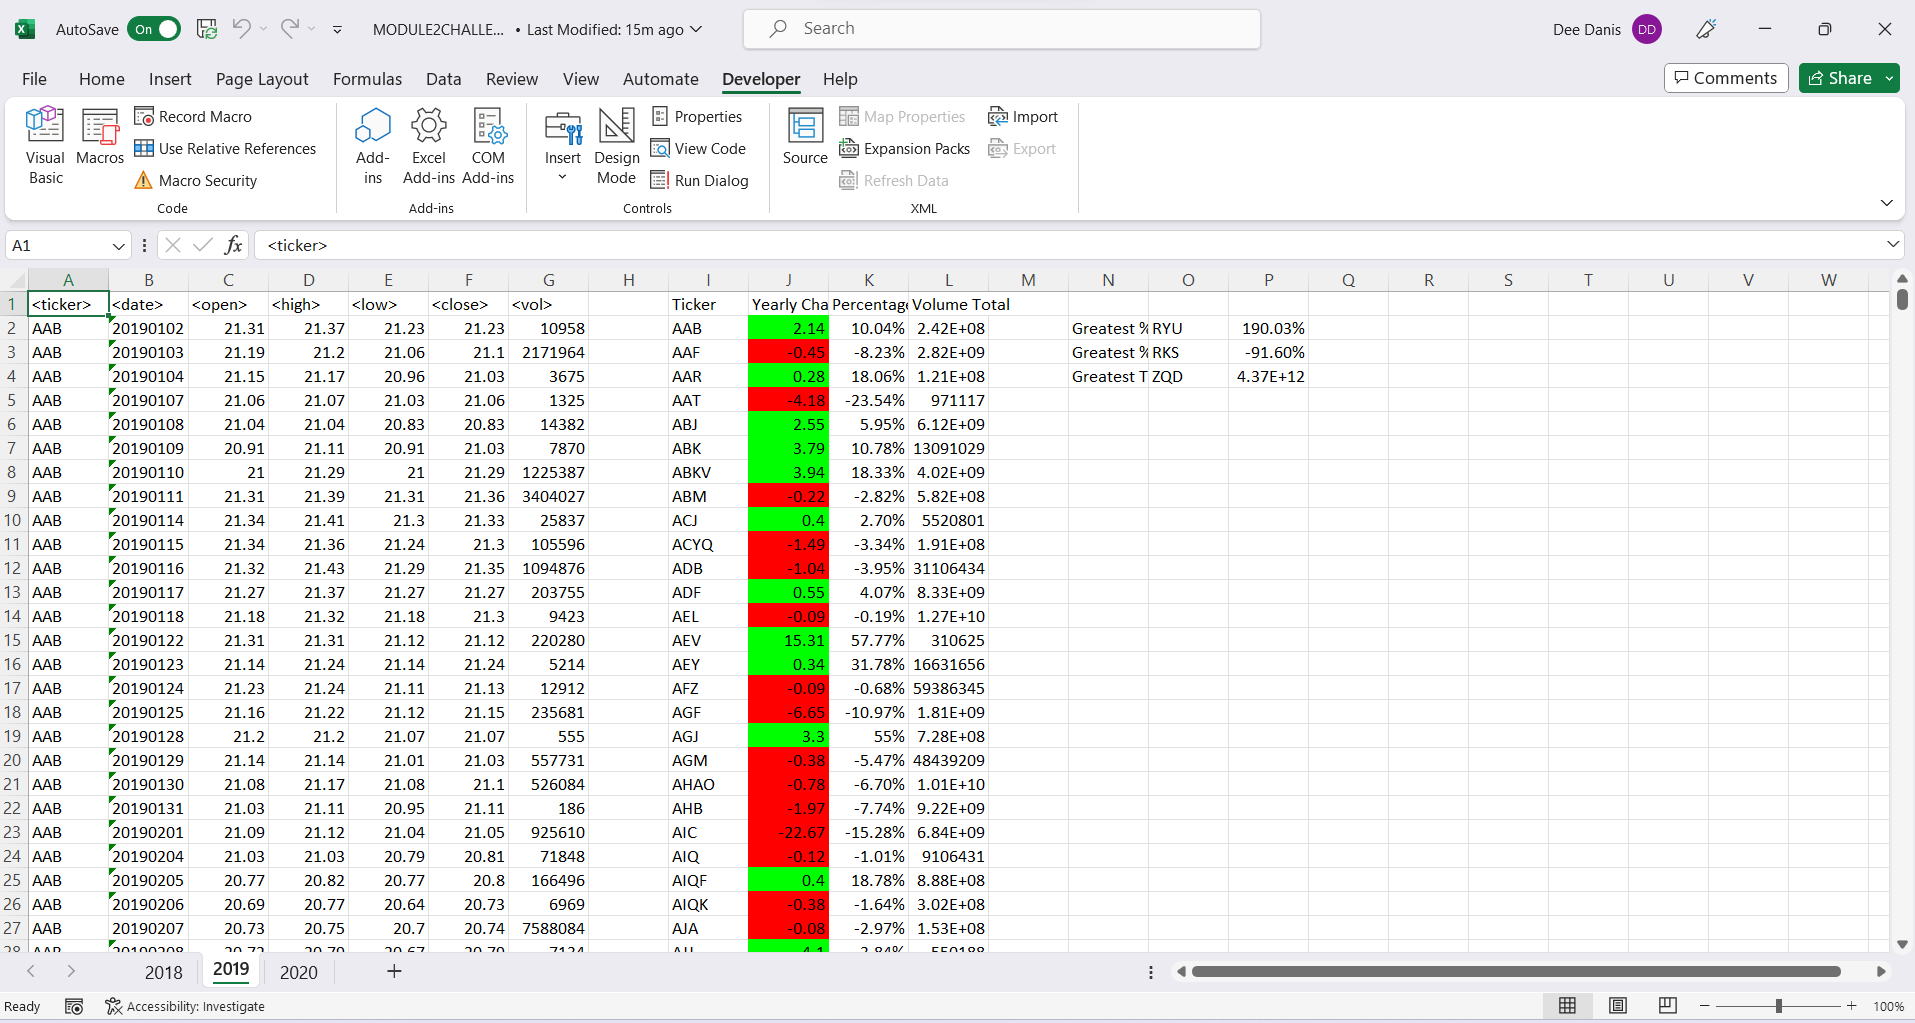 AutoSave On MODULE2CHALLE... • Last Modified: 15m ago Search Dee Danis DD
File Home Insert Page Layout Formulas Data Review View Automate Developer Help Comments Share
Visual Basic
Macros
Record Macro
Use Relative References
Macro Security
Code
Add-ins
Excel Add-ins
COM Add-ins
Add-ins
Insert
Design Mode
Properties
View Code
Run Dialog
Controls
Source
Map Properties
Expansion Packs
Refresh Data
Import
Export
XML
A1 fx <ticker>
A B C D E F G H I J K L M N O P Q R S T U V W
1 <ticker> <date> <open> <high> <low> <close> <vol> Ticker Yearly Cha Percentage Volume Total
2 AAB 20190102 21.31 21.37 21.23 21.23 10958 AAB 2.14 10.04% 2.42E+08 Greatest % RYU 190.03%
3 AAB 20190103 21.19 21.2 21.06 21.1 2171964 AAF -0.45 -8.23% 2.82E+09 Greatest % RKS -91.60%
4 AAB 20190104 21.15 21.17 20.96 21.03 3675 AAR 0.28 18.06% 1.21E+08 Greatest T ZQD 4.37E+12
5 AAB 20190107 21.06 21.07 21.03 21.06 1325 AAT -4.18 -23.54% 971117
6 AAB 20190108 21.04 21.04 20.83 20.83 14382 ABJ 2.55 5.95% 6.12E+09
7 AAB 20190109 20.91 21.11 20.91 21.03 7870 ABK 3.79 10.78% 13091029
8 AAB 20190110 21 21.29 21 21.29 1225387 ABKV 3.94 18.33% 4.02E+09
9 AAB 20190111 21.31 21.39 21.31 21.36 3404027 ABM -0.22 -2.82% 5.82E+08
10 AAB 20190114 21.34 21.41 21.3 21.33 25837 ACJ 0.4 2.70% 5520801
11 AAB 20190115 21.34 21.36 21.24 21.3 105596 ACYQ -1.49 -3.34% 1.91E+08
12 AAB 20190116 21.32 21.43 21.29 21.35 1094876 ADB -1.04 -3.95% 31106434
13 AAB 20190117 21.27 21.37 21.27 21.27 203755 ADF 0.55 4.07% 8.33E+09
14 AAB 20190118 21.18 21.32 21.18 21.3 9423 AEL -0.09 -0.19% 1.27E+10
15 AAB 20190122 21.31 21.31 21.12 21.12 220280 AEV 15.31 57.77% 310625
16 AAB 20190123 21.14 21.24 21.14 21.24 5214 AEY 0.34 31.78% 16631656
17 AAB 20190124 21.23 21.24 21.11 21.13 12912 AFZ -0.09 -0.68% 59386345
18 AAB 20190125 21.16 21.22 21.12 21.15 235681 AGF -6.65 -10.97% 1.81E+09
19 AAB 20190128 21.2 21.2 21.07 21.07 555 AGJ 3.3 55% 7.28E+08
20 AAB 20190129 21.14 21.14 21.01 21.03 557731 AGM -0.38 -5.47% 48439209
21 AAB 20190130 21.08 21.17 21.08 21.1 526084 AHAO -0.78 -6.70% 1.01E+10
22 AAB 20190131 21.03 21.11 20.95 21.11 186 AHB -1.97 -7.74% 9.22E+09
23 AAB 20190201 21.09 21.12 21.04 21.05 925610 AIC -22.67 -15.28% 6.84E+09
24 AAB 20190204 21.03 21.03 20.79 20.81 71848 AIQ -0.12 -1.01% 9106431
25 AAB 20190205 20.77 20.82 20.77 20.8 166496 AIQF 0.4 18.78% 8.88E+08
26 AAB 20190206 20.69 20.77 20.64 20.73 6969 AIQK -0.38 -1.64% 3.02E+08
27 AAB 20190207 20.73 20.75 20.7 20.74 7588084 AJA -0.08 -2.97% 1.53E+08
2018 2019 2020 +
Ready Accessibility: Investigate 100%